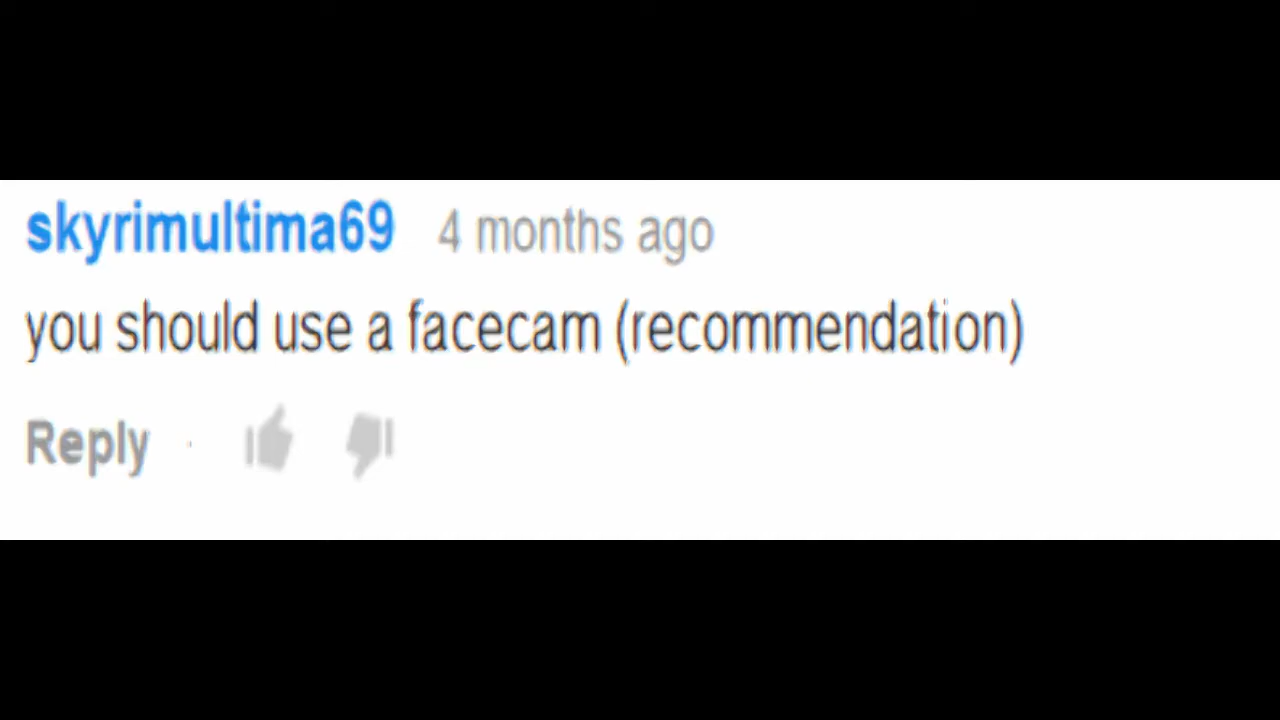 skyrimultima69 4 months ago
you should use a facecam (recommendation)
Reply ·